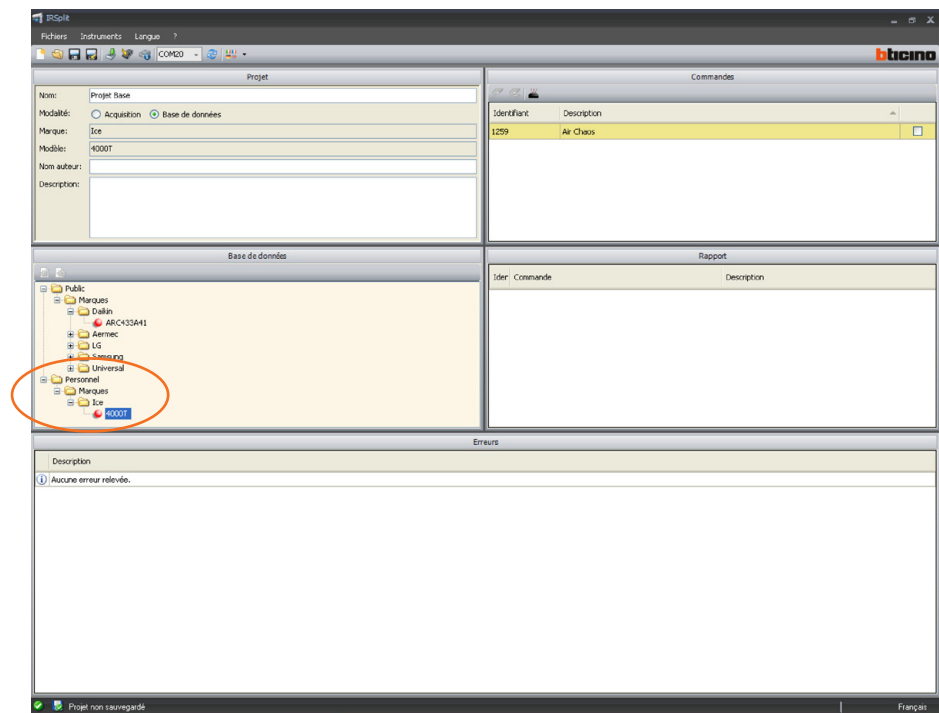 IRSplit
Fichiers Instruments Langue ?
COM20
bticino
Projet
Nom: Projet Base
Modalité: Acquisition Base de données
Marque: Ice
Modèle: 4000T
Nom auteur:
Description:
Commandes
Identifiant Description
1259 Air Chaos
Base de données
Public
Marques
Daikin
ARC433A41
Aermec
LG
Samsung
Universal
Personnel
Marques
Ice
4000T
Rapport
Ider Commande Description
Erreurs
Description
Aucune erreur relevée.
Projet non sauvegardé Français